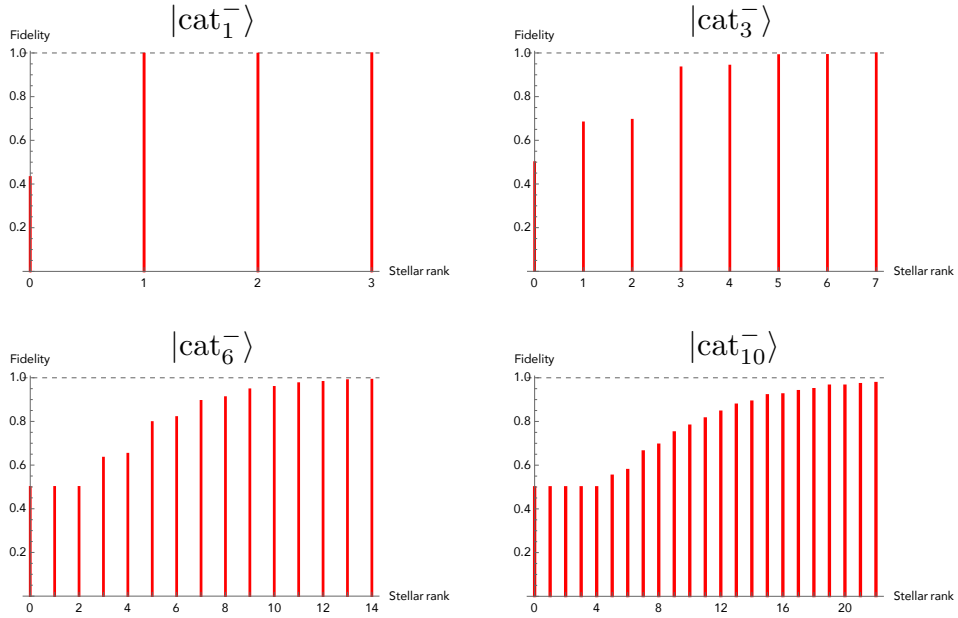 |cat₁⁻⟩
Fidelity
1.0
0.8
0.6
0.4
0.2
0 1 2 3
Stellar rank
|cat₃⁻⟩
Fidelity
1.0
0.8
0.6
0.4
0.2
0 1 2 3 4 5 6 7
Stellar rank
|cat₆⁻⟩
Fidelity
1.0
0.8
0.6
0.4
0.2
0 2 4 6 8 10 12 14
Stellar rank
|cat₁₀⁻⟩
Fidelity
1.0
0.8
0.6
0.4
0.2
0 4 8 12 16 20
Stellar rank